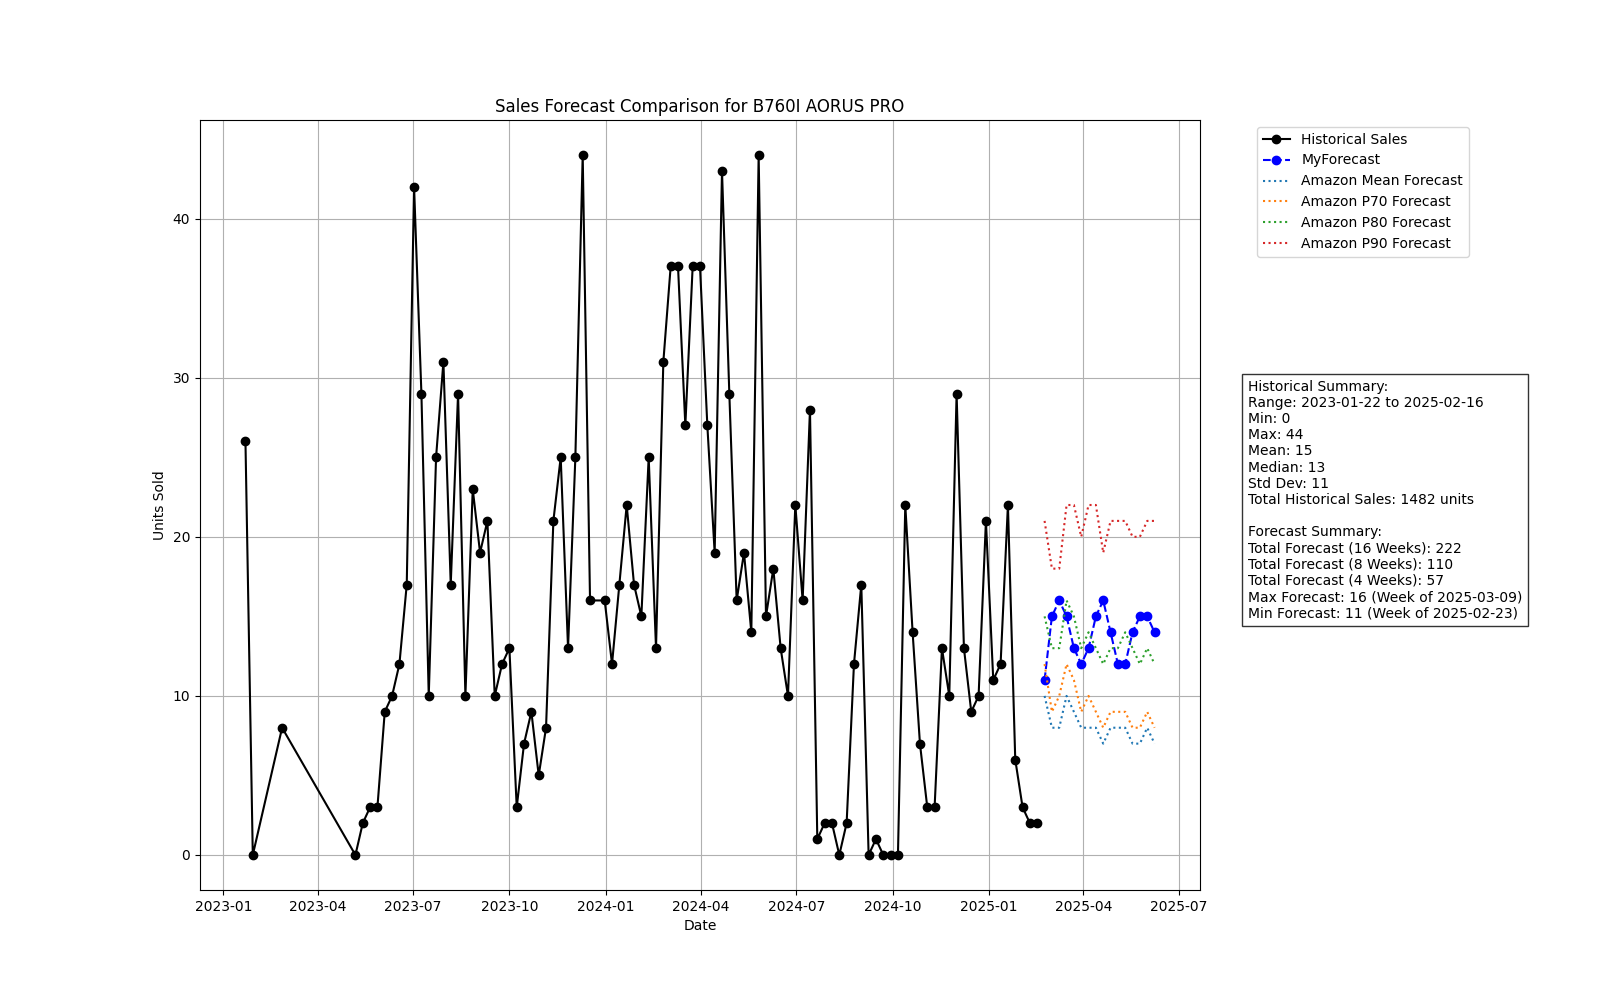 Sales Forecast Comparison for B760I AORUS PRO
Historical Sales
MyForecast
Amazon Mean Forecast
Amazon P70 Forecast
Amazon P80 Forecast
Amazon P90 Forecast
Units Sold
40
30
20
10
0
Historical Summary:
Range: 2023-01-22 to 2025-02-16
Min: 0
Max: 44
Mean: 15
Median: 13
Std Dev: 11
Total Historical Sales: 1482 units
Forecast Summary:
Total Forecast (16 Weeks): 222
Total Forecast (8 Weeks): 110
Total Forecast (4 Weeks): 57
Max Forecast: 16 (Week of 2025-03-09)
Min Forecast: 11 (Week of 2025-02-23)
2023-01 2023-04 2023-07 2023-10 2024-01 2024-04 2024-07 2024-10 2025-01 2025-04 2025-07
Date